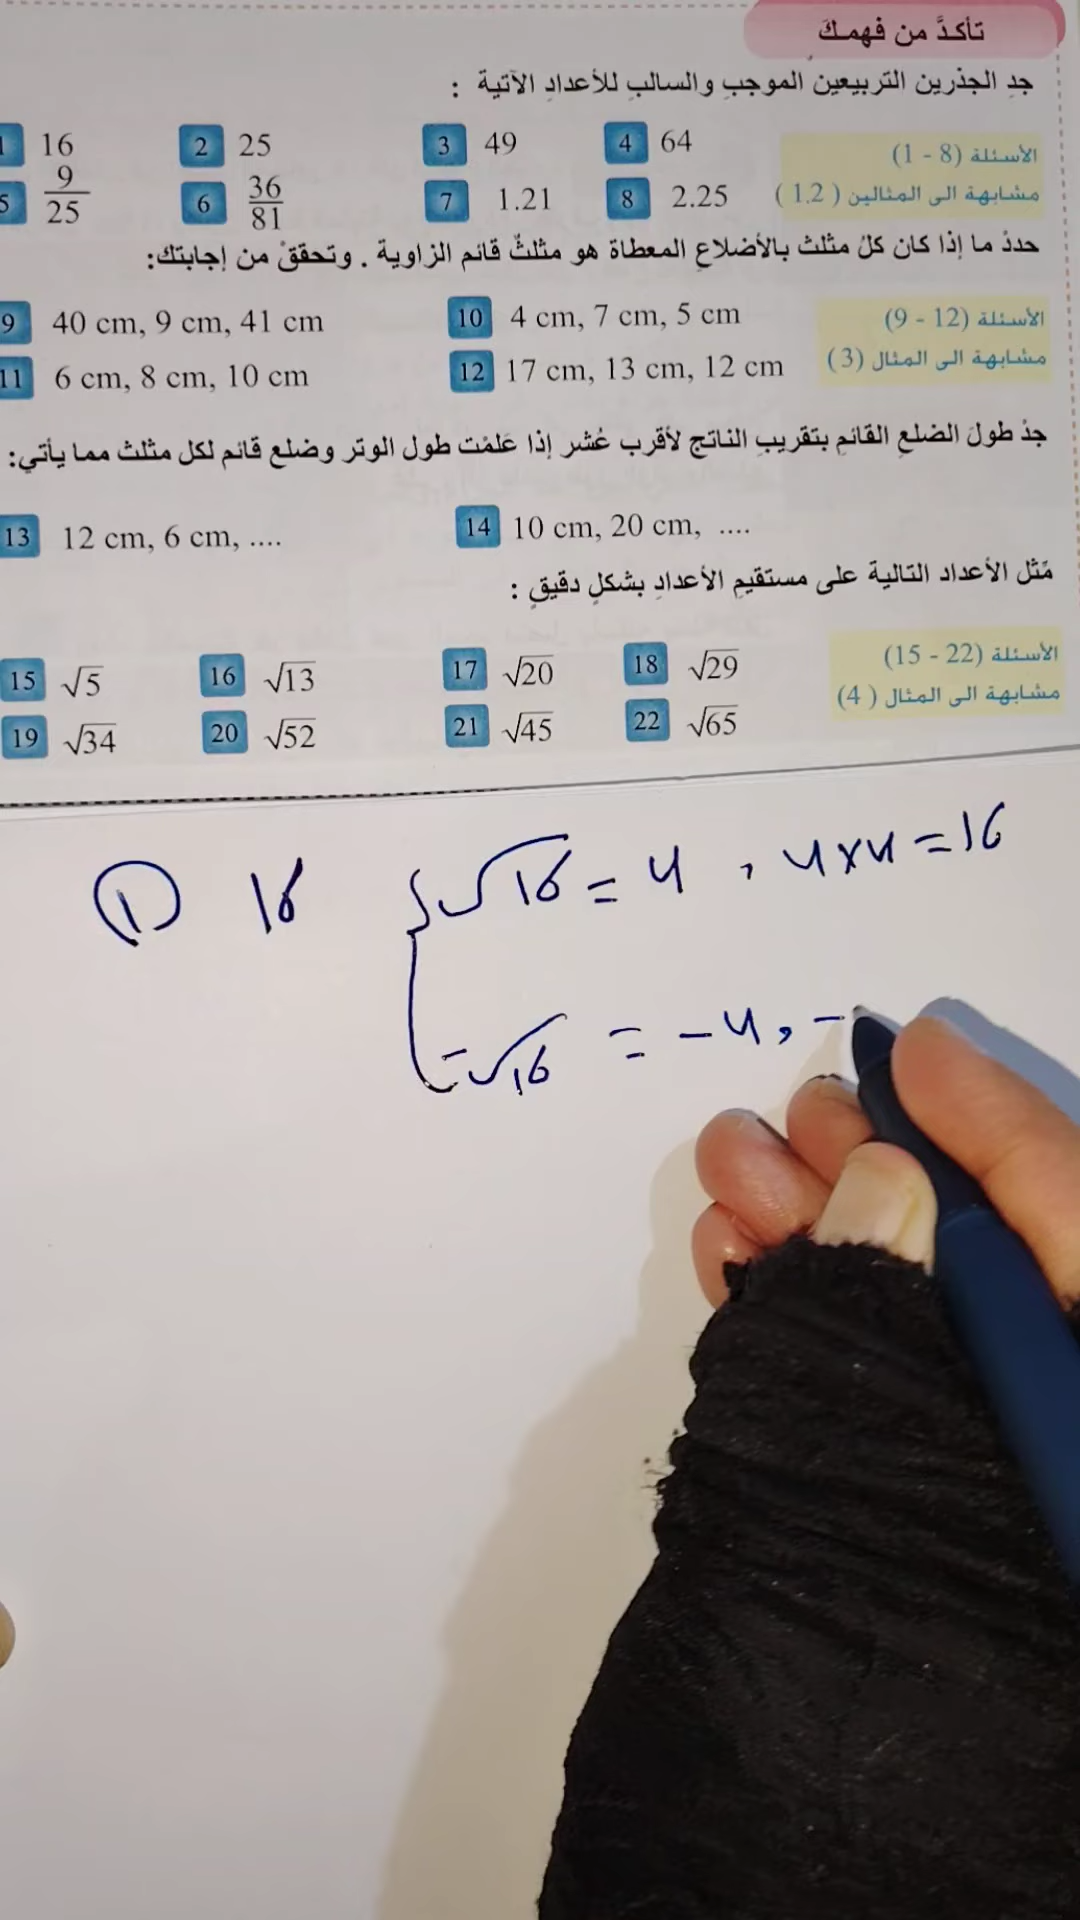 تأكدَّ من فهمكَ
جدِ الجذرين التربيعين الموجبِ والسالبِ للأعدادِ الآتية :
1 16 2 25 3 49 4 64 الأسئلة (8 - 1)
5 9/25 6 36/81 7 1.21 8 2.25 مشابهة الى المثالين ( 1.2 )
حددْ ما إذا كان كلُ مثلث بالأضلاعِ المعطاة هو مثلثٌ قائم الزاوية . وتحققْ من إجابتك:
9 40 cm, 9 cm, 41 cm 10 4 cm, 7 cm, 5 cm الأسئلة (12 - 9)
11 6 cm, 8 cm, 10 cm 12 17 cm, 13 cm, 12 cm مشابهة الى المثال (3)
جدْ طولَ الضلعِ القائمِ بتقريبِ الناتج لأقرب عُشر إذا عَلمْت طول الوتر وضلع قائم لكل مثلث مما يأتي:
13 12 cm, 6 cm, .... 14 10 cm, 20 cm, ....
مَثل الأعداد التالية على مستقيمِ الأعدادِ بشكلٍ دقيقٍ :
15 √5 16 √13 17 √20 18 √29 الأسئلة (22 - 15)
19 √34 20 √52 21 √45 22 √65 مشابهة الى المثال ( 4)
1 16 √16 = 4 , 4×4 = 16
-√16 = -4 , -